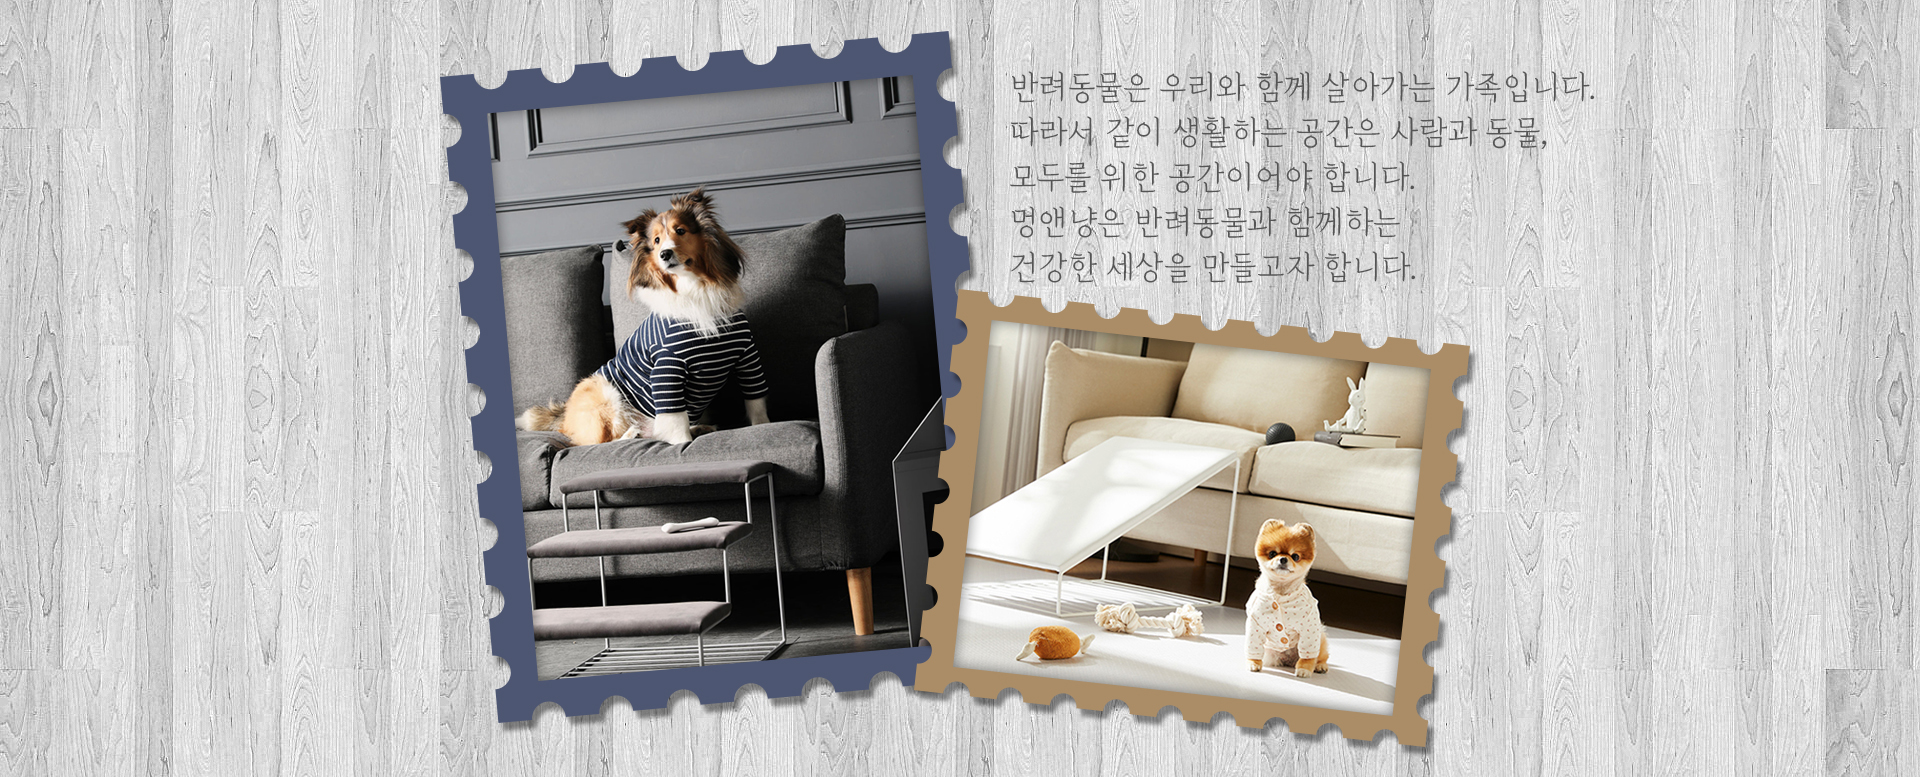 반려동물은 우리와 함께 살아가는 가족입니다.
따라서 같이 생활하는 공간은 사람과 동물,
모두를 위한 공간이어야 합니다.
멍앤냥은 반려동물과 함께하는
건강한 세상을 만들고자 합니다.